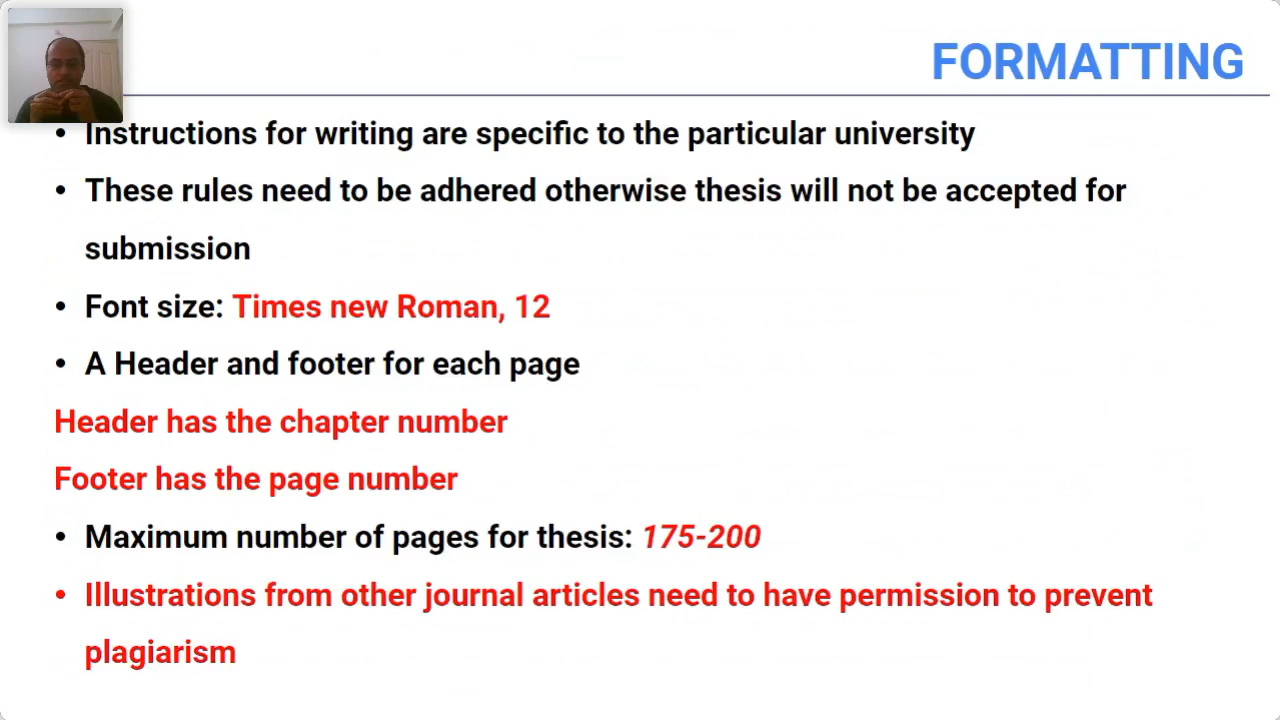 FORMATTING
• Instructions for writing are specific to the particular university
• These rules need to be adhered otherwise thesis will not be accepted for
submission
• Font size: Times new Roman, 12
• A Header and footer for each page
Header has the chapter number
Footer has the page number
• Maximum number of pages for thesis: 175-200
• Illustrations from other journal articles need to have permission to prevent
plagiarism